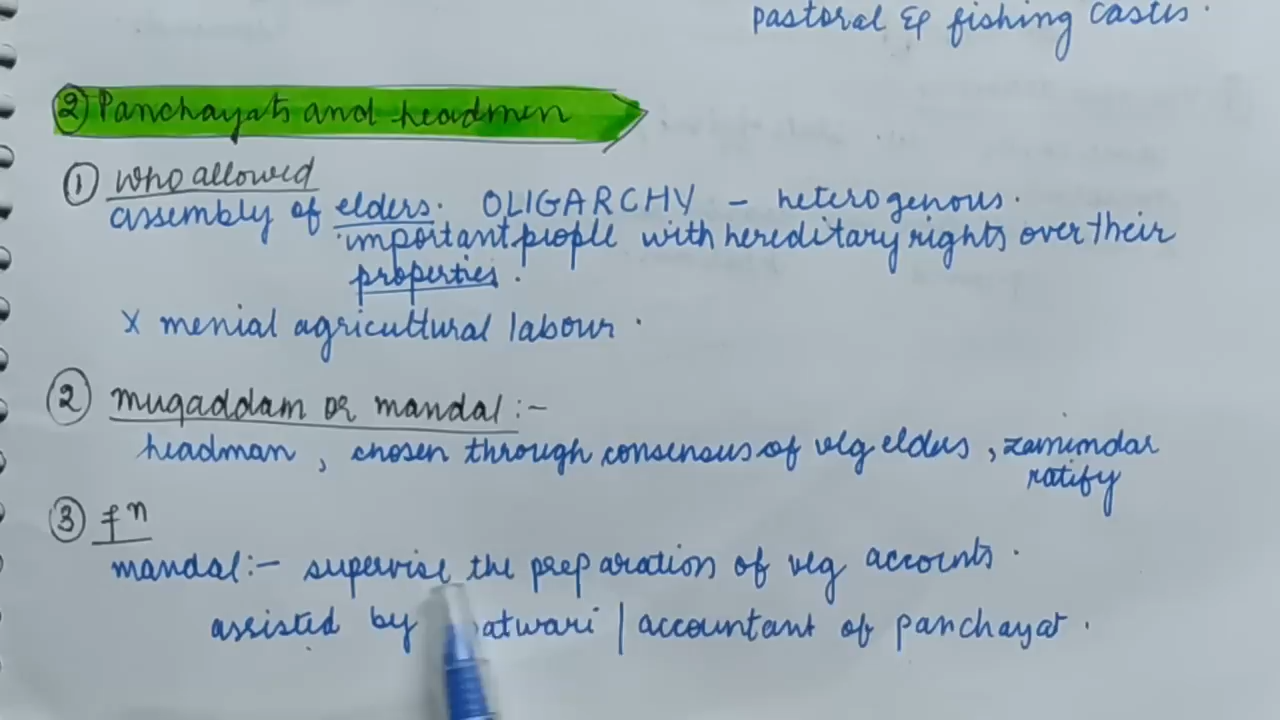 pastoral & fishing castes.
② Panchayats and headmen
① who allowed
assembly of elders. OLIGARCHY - heterogenous.
important people with hereditary rights over their
properties.
x menial agricultural labour.
② muqaddam or mandal :-
headman, chosen through consensus of vlg elders, zamindar
ratify
③ fⁿ
mandal :- supervise the preparation of vlg accounts.
assisted by patwari / accountant of panchayat.